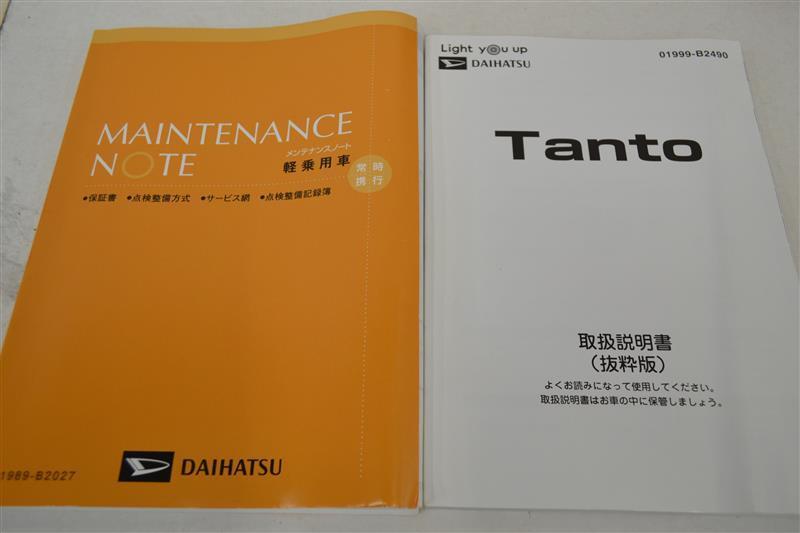 MAINTENANCE
NOTE
メンテナンスノート
軽乗用車
常時
携行
●保証書 ●点検整備方式 ●サービス網 ●点検整備記録簿
DAIHATSU
01989-B2027
Light you up
DAIHATSU
01999-B2490
Tanto
取扱説明書
（抜粋版）
よくお読みになって使用してください。
取扱説明書はお車の中に保管しましょう。